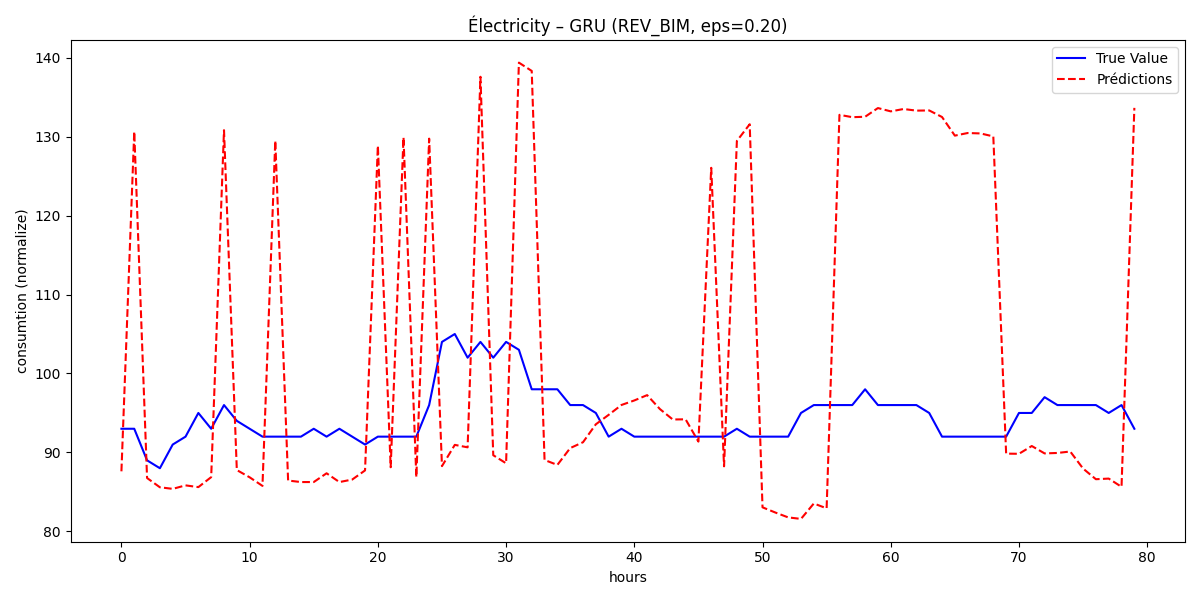 Électricity – GRU (REV_BIM, eps=0.20)
True Value
Prédictions
consumtion (normalize)
140
130
120
110
100
90
80
0 10 20 30 40 50 60 70 80
hours